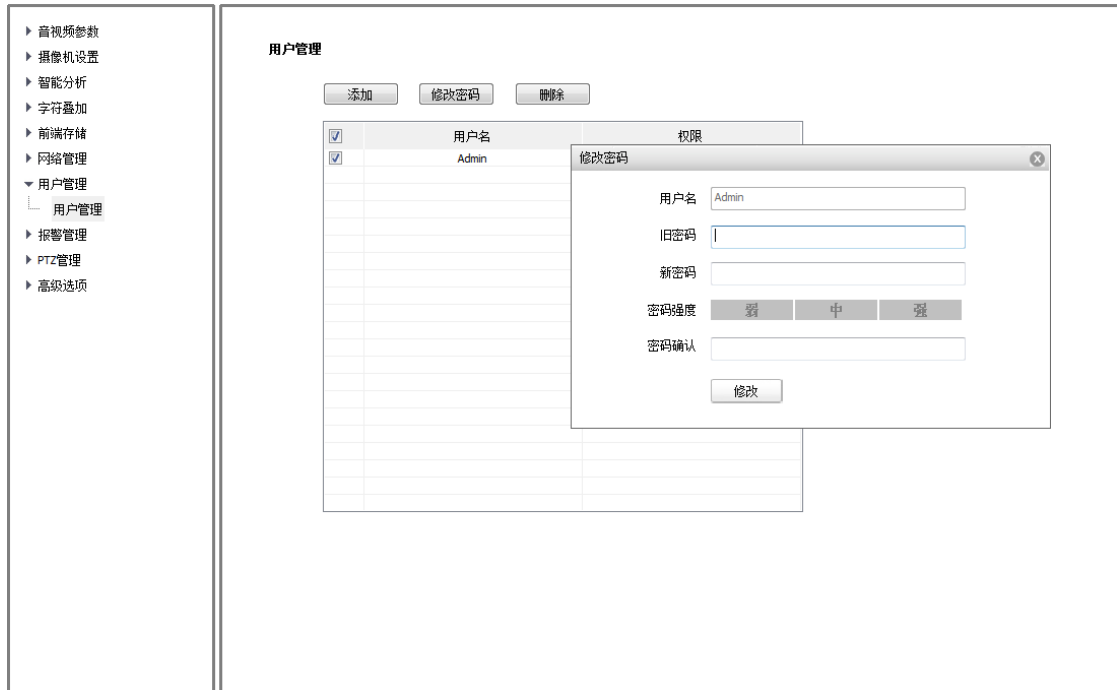 音视频参数
摄像机设置
智能分析
字符叠加
前端存储
网络管理
用户管理
用户管理
报警管理
PTZ管理
高级选项
用户管理
添加 修改密码 删除
用户名 权限
Admin
修改密码
用户名 Admin
旧密码
新密码
密码强度 弱 中 强
密码确认
修改